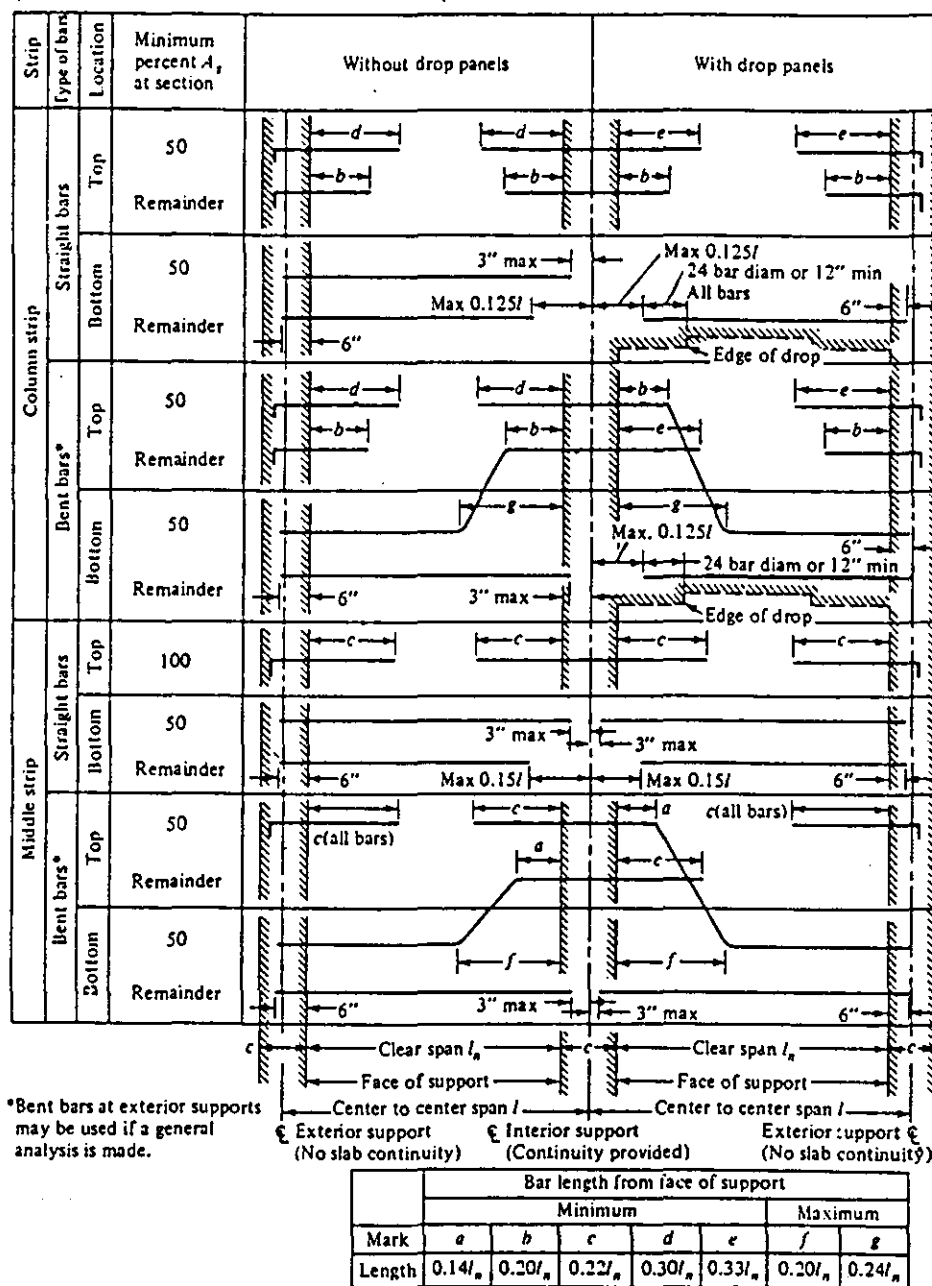 Strip
Type of bars
Location
Minimum percent A_s at section
Without drop panels
With drop panels
Column strip
Straight bars
Top
50
d
d
e
e
Remainder
b
b
b
b
Bottom
50
3" max
Max 0.125l
24 bar diam or 12" min
All bars
Remainder
6"
Max 0.125l
6"
Edge of drop
Bent bars*
Top
50
d
d
b
e
Remainder
b
b
e
b
Bottom
50
g
g
Max. 0.125l
6"
24 bar diam or 12" min
Remainder
6"
3" max
Edge of drop
Middle strip
Straight bars
Top
100
c
c
c
c
Bottom
50
3" max
3" max
Remainder
6"
Max 0.15l
Max 0.15l
6"
Bent bars*
Top
50
c(all bars)
c
a
c(all bars)
Remainder
a
c
Bottom
50
f
f
Remainder
6"
3" max
3" max
6"
c
Clear span l_n
c
Clear span l_n
c
Face of support
Face of support
Center to center span l
Center to center span l
*Bent bars at exterior supports
may be used if a general
analysis is made.
℄ Exterior support
(No slab continuity)
℄ Interior support
(Continuity provided)
Exterior support ℄
(No slab continuity)
Bar length from face of support
Minimum
Maximum
Mark a b c d e f g
Length 0.14l_n 0.20l_n 0.22l_n 0.30l_n 0.33l_n 0.20l_n 0.24l_n